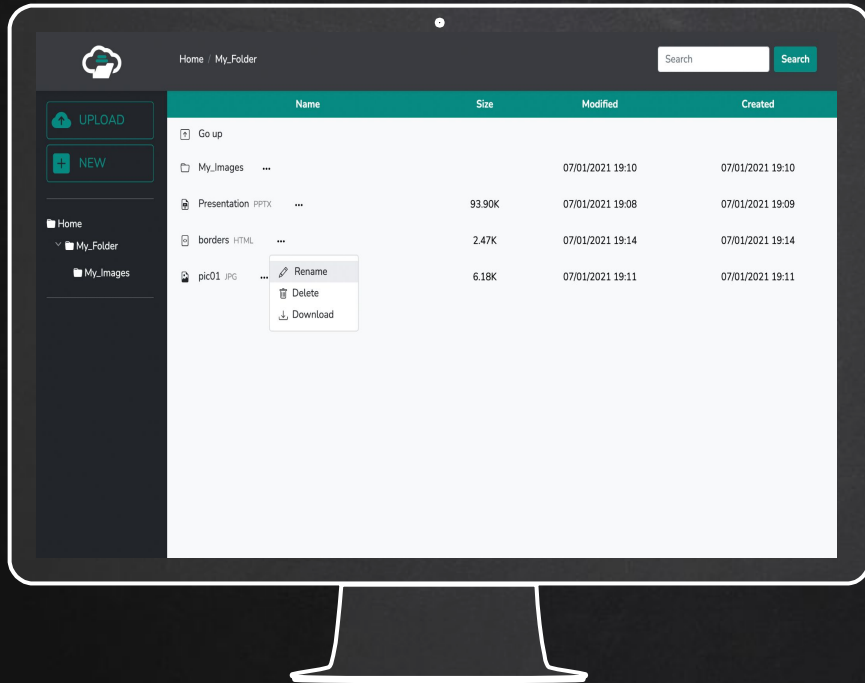 Home / My_Folder
Search
Search
UPLOAD
NEW
Home
My_Folder
My_Images
Name Size Modified Created
Go up
My_Images ... 07/01/2021 19:10 07/01/2021 19:10
Presentation PPTX ... 93.90K 07/01/2021 19:08 07/01/2021 19:09
borders HTML ... 2.47K 07/01/2021 19:14 07/01/2021 19:14
pic01 JPG ... 6.18K 07/01/2021 19:11 07/01/2021 19:11
Rename
Delete
Download